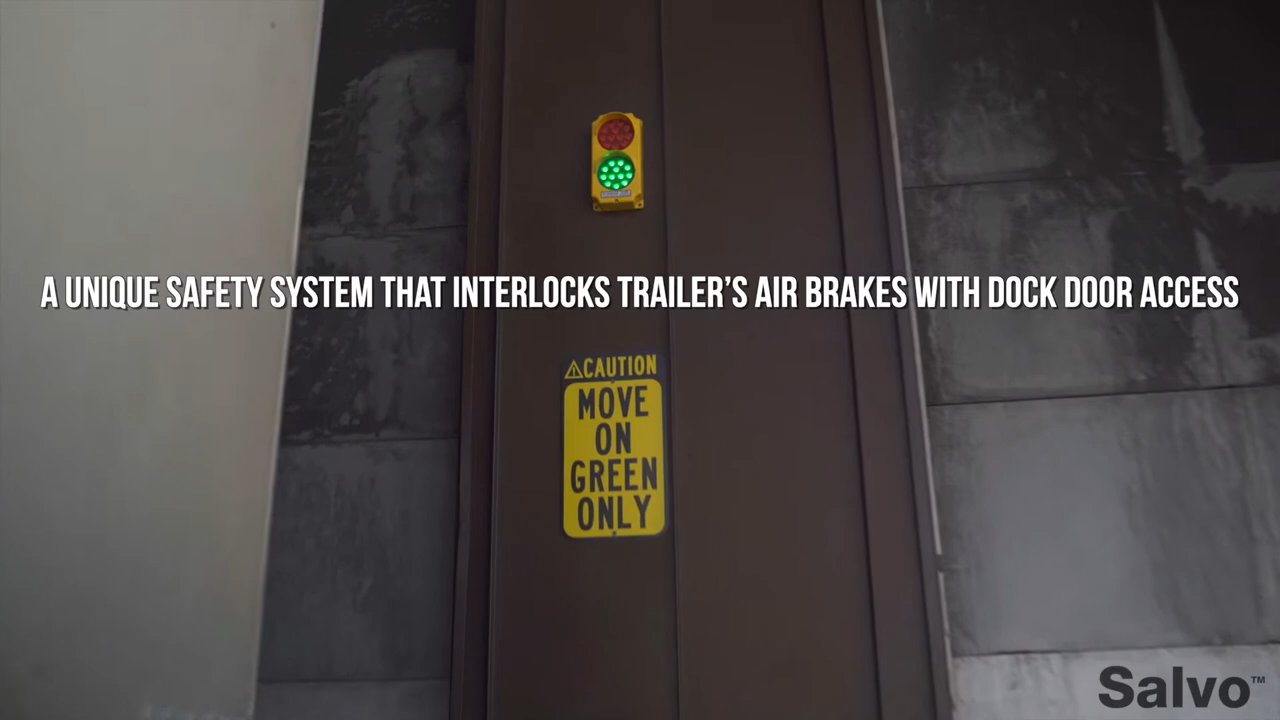 A UNIQUE SAFETY SYSTEM THAT INTERLOCKS TRAILER’S AIR BRAKES WITH DOCK DOOR ACCESS
⚠CAUTION
MOVE
ON
GREEN
ONLY
Salvo™